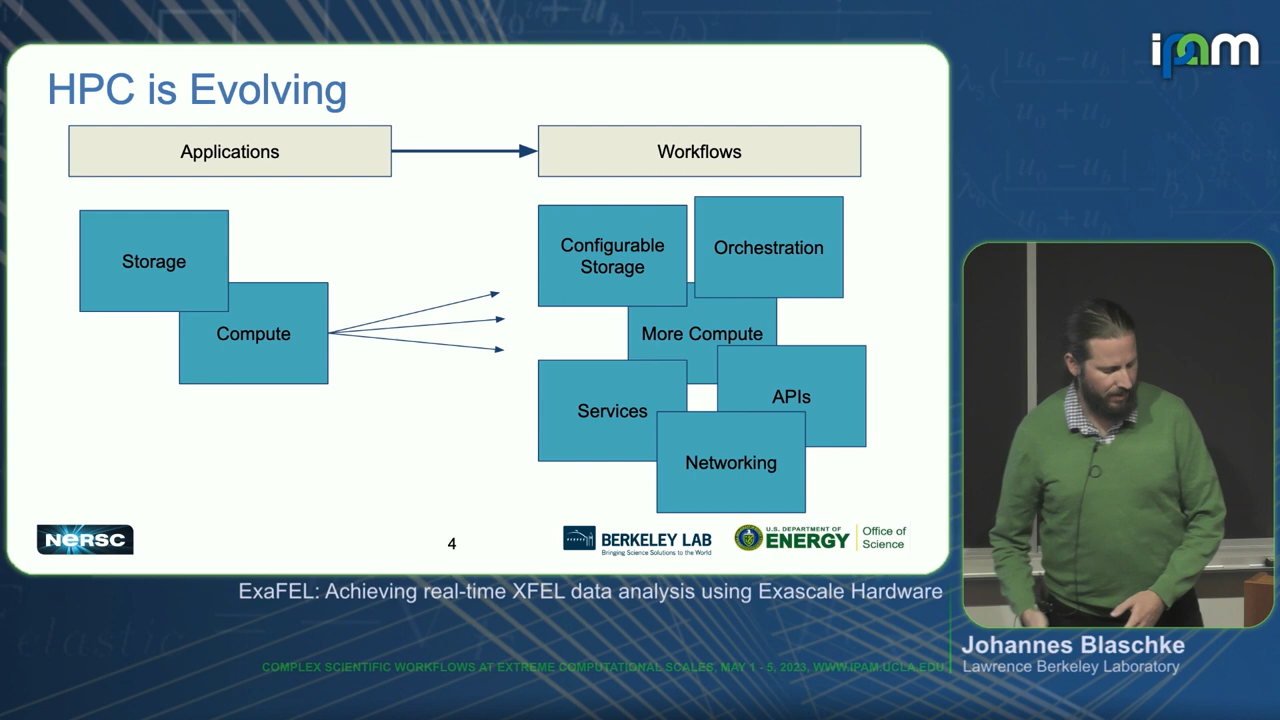 ipam
HPC is Evolving
Applications
Workflows
Storage
Compute
Configurable
Storage
Orchestration
More Compute
Services
APIs
Networking
NeRSC
4
BERKELEY LAB
Bringing Science Solutions to the World
U.S. DEPARTMENT OF
ENERGY
Office of
Science
ExaFEL: Achieving real-time XFEL data analysis using Exascale Hardware
Johannes Blaschke
Lawrence Berkeley Laboratory
COMPLEX SCIENTIFIC WORKFLOWS AT EXTREME COMPUTATIONAL SCALES, MAY 1 - 5, 2023, WWW.IPAM.UCLA.EDU
elastic